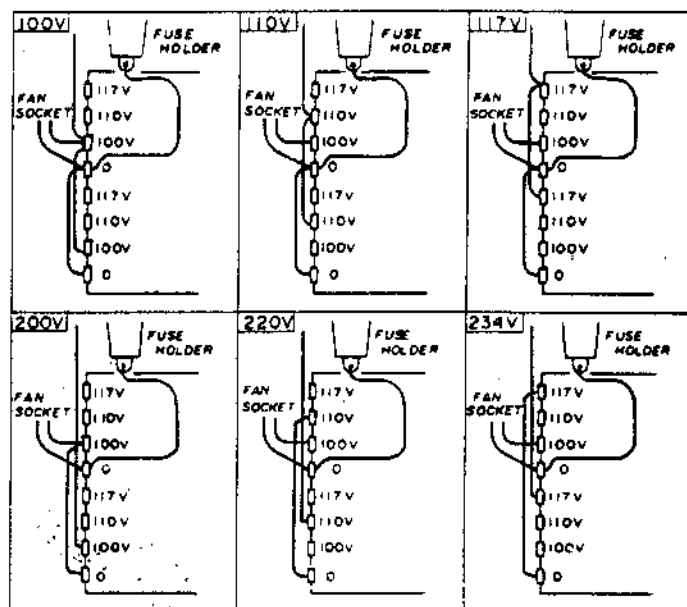 100V
FUSE
HOLDER
117V
110V
FAN
SOCKET
100V
0
117V
110V
100V
0
110V
FUSE
HOLDER
117V
110V
FAN
SOCKET
100V
0
117V
110V
100V
0
117V
FUSE
HOLDER
117V
110V
FAN
SOCKET
100V
0
117V
110V
100V
0
200V
FUSE
HOLDER
117V
110V
FAN
SOCKET
100V
0
117V
110V
100V
0
220V
FUSE
HOLDER
117V
110V
FAN
SOCKET
100V
0
117V
110V
100V
0
234V
FUSE
HOLDER
117V
110V
FAN
SOCKET
100V
0
117V
110V
100V
0